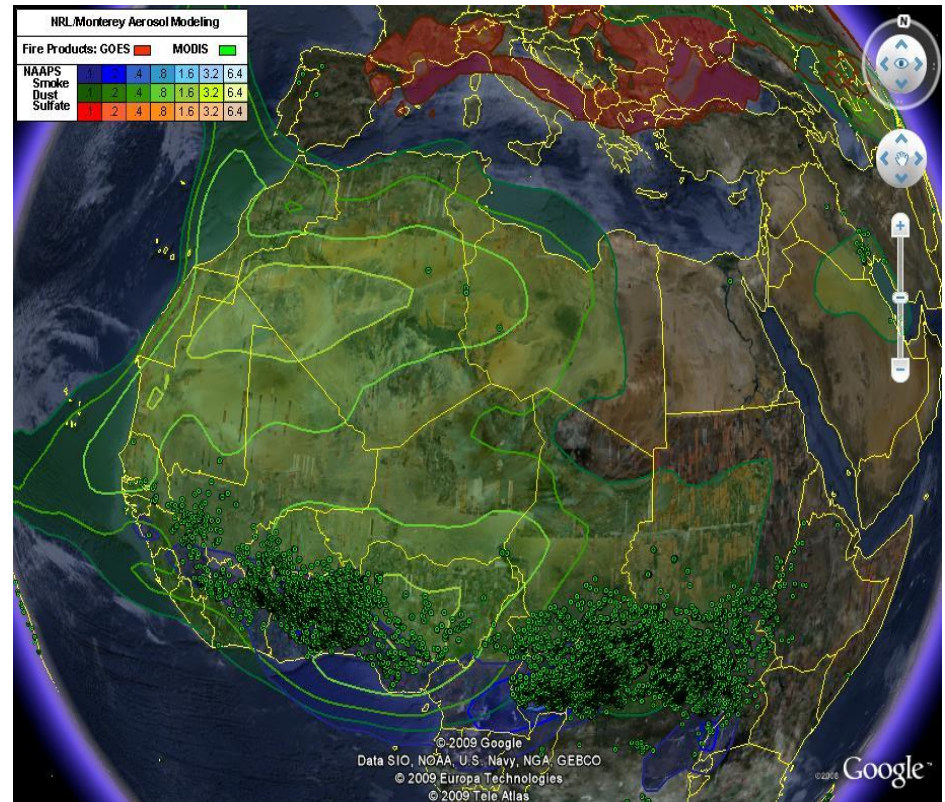 NRL/Monterey Aerosol Modeling
Fire Products: GOES MODIS
NAAPS
Smoke .1 .2 .4 .8 1.6 3.2 6.4
Dust .1 .2 .4 .8 1.6 3.2 6.4
Sulfate .1 .2 .4 .8 1.6 3.2 6.4
N
© 2009 Google
Data SIO, NOAA, U.S. Navy, NGA, GEBCO
© 2009 Europa Technologies
© 2009 Tele Atlas
©2008 Google™